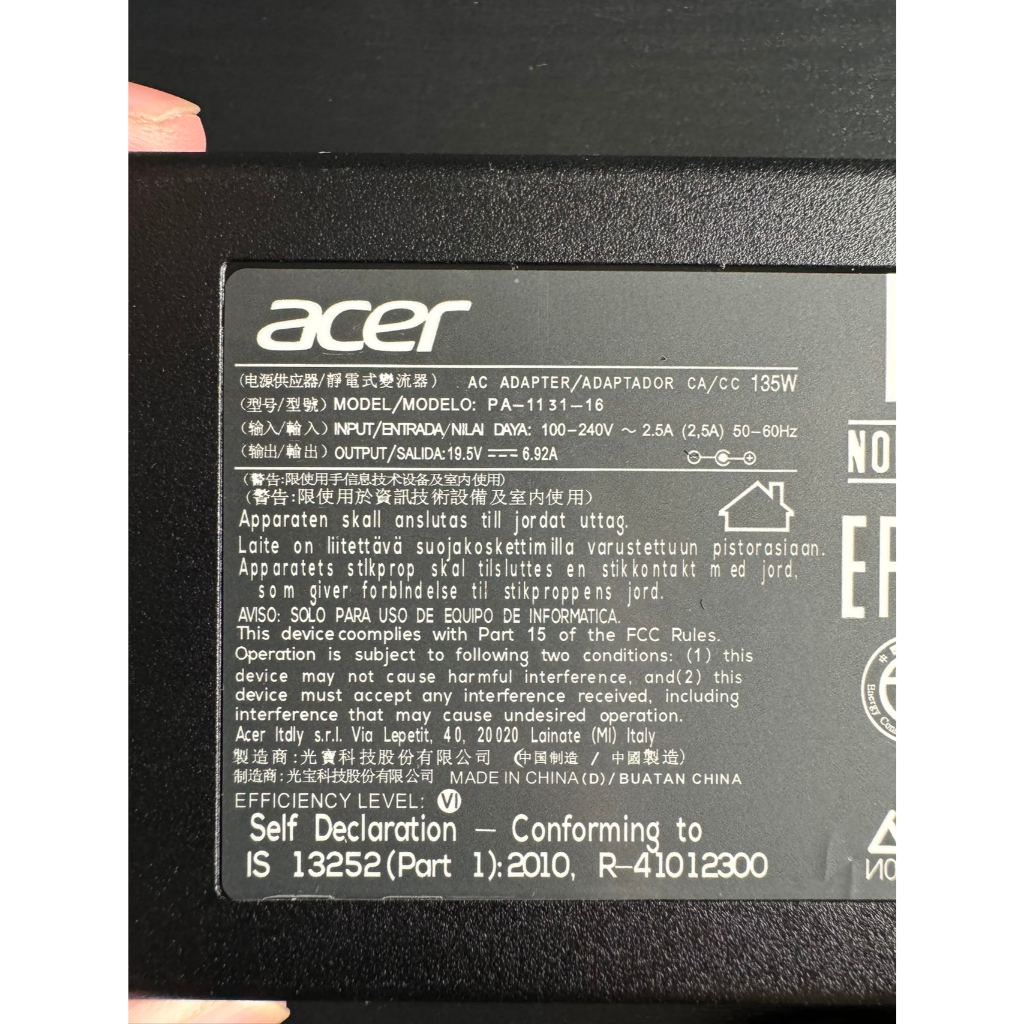 acer
(电源供应器/靜電式變流器) AC ADAPTER/ADAPTADOR CA/CC 135W
(型号/型號) MODEL/MODELO: PA-1131-16
(输入/輸入) INPUT/ENTRADA/NILAI DAYA: 100-240V ～ 2.5A (2,5A) 50-60Hz
(输出/輸出) OUTPUT/SALIDA: 19.5V 6.92A
(警告:限使用手信息技术设备及室内使用)
(警告:限使用於資訊技術設備及室内使用)
Apparaten skall anslutas till jordat uttag.
Laite on liitettävä suojakoskettimilla varustettuun pistorasiaan.
Apparatets stlkprop skal tilsluttes en stikkontakt med jord,
som giver forblndelse til stikproppens jord.
AVISO: SOLO PARA USO DE EQUIPO DE INFORMATICA.
This device coomplies with Part 15 of the FCC Rules.
Operation is subject to following two conditions: (1) this
device may not cause harmful interference, and(2) this
device must accept any interference received, including
interference that may cause undesired operation.
Acer Itdly s.r.l. Via Lepetit, 40, 20020 Lainate (MI) Italy
製造商:光寶科技股份有限公司 (中国制造 / 中國製造)
制造商:光宝科技股份有限公司 MADE IN CHINA(D)/BUATAN CHINA
EFFICIENCY LEVEL: VI
Self Declaration – Conforming to
IS 13252(Part 1):2010, R-41012300
NO
Energy